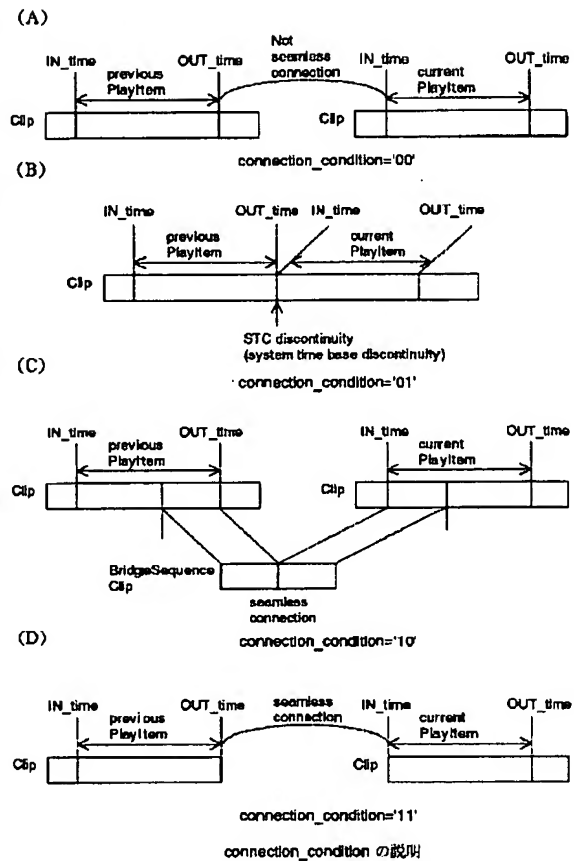 (A)
Not
seamless
connection
IN_time
OUT_time
IN_time
OUT_time
previous
PlayItem
current
PlayItem
Clip
Clip
connection_condition='00'
(B)
IN_time
OUT_time
IN_time
OUT_time
previous
PlayItem
current
PlayItem
Clip
STC discontinuity
(system time base discontinuity)
connection_condition='01'
(C)
IN_time
OUT_time
IN_time
OUT_time
previous
PlayItem
current
PlayItem
Clip
Clip
BridgeSequence
Clip
seamless
connection
connection_condition='10'
(D)
seamless
connection
IN_time
OUT_time
IN_time
OUT_time
previous
PlayItem
current
PlayItem
Clip
Clip
connection_condition='11'
connection_condition の説明